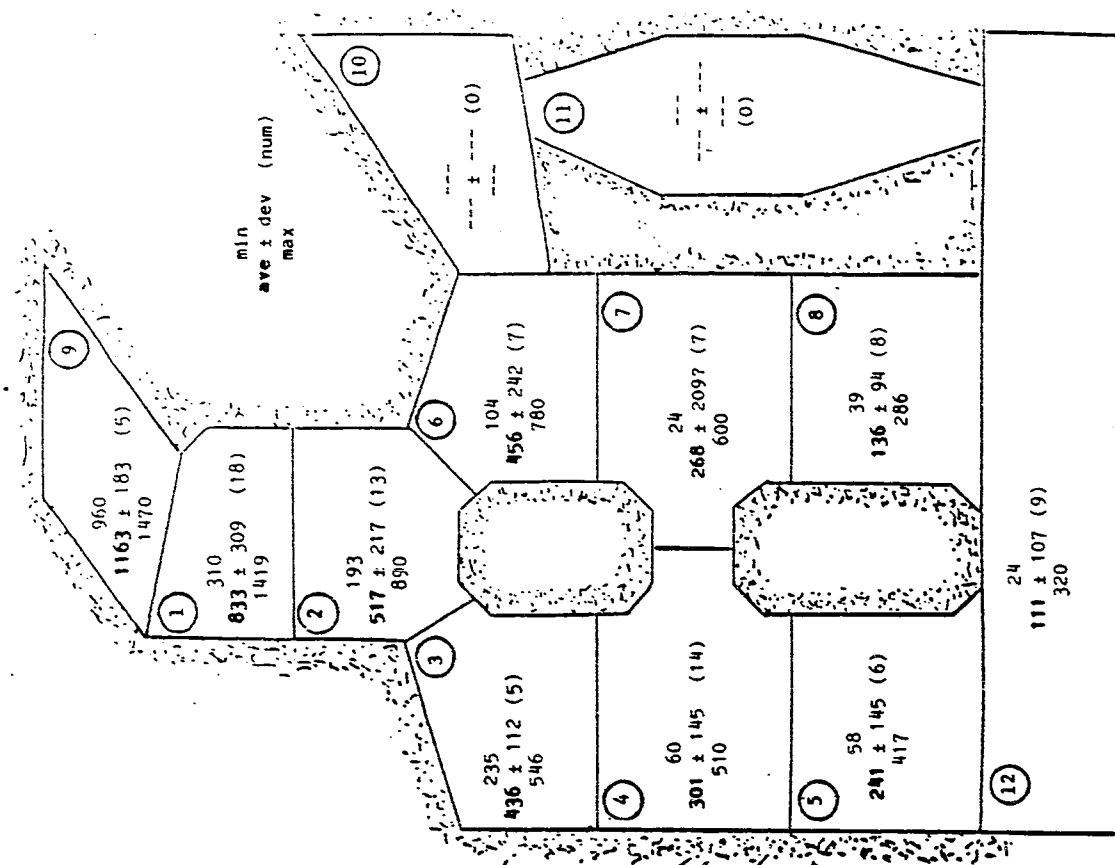 9
960
1163 ± 183 (5)
1470
1
310
833 ± 309 (18)
1419
2
193
517 ± 217 (13)
890
min
ave ± dev (num)
max
10
---
--- ± --- (0)
---
3
235
436 ± 112 (5)
546
6
104
456 ± 242 (7)
780
11
---
--- ± ---
(0)
4
60
301 ± 145 (14)
510
7
24
268 ± 2097 (7)
600
5
58
241 ± 145 (6)
417
8
39
136 ± 94 (8)
286
12
24
111 ± 107 (9)
320